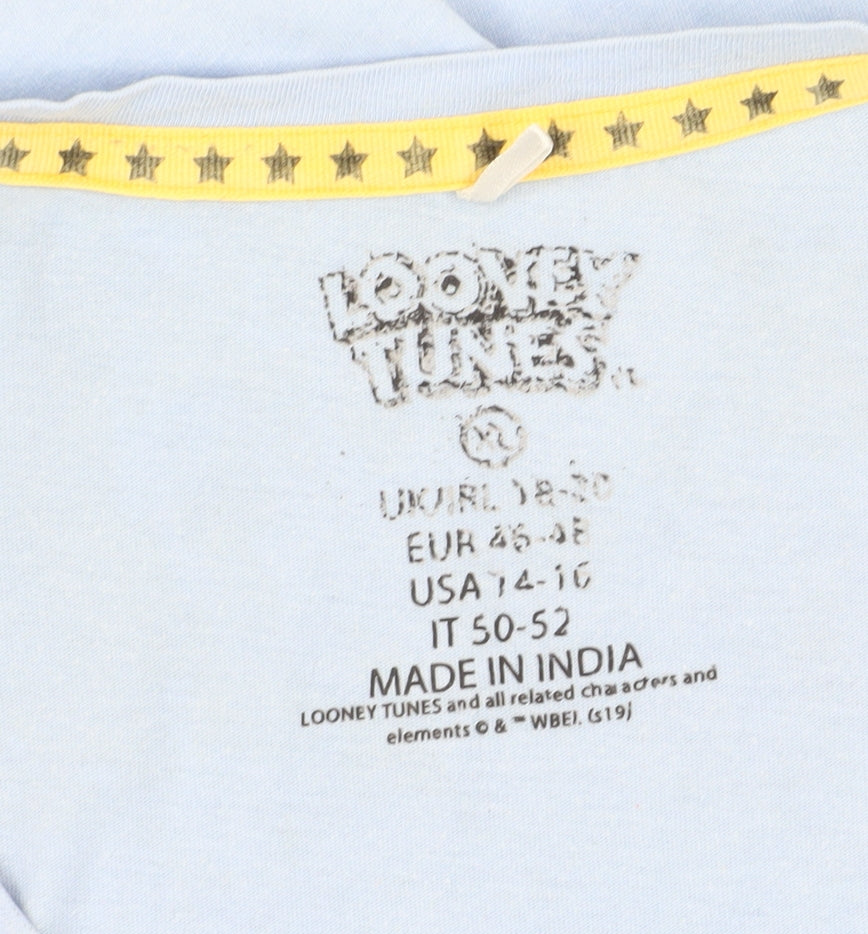 LOONEY
TUNES
XL
UK/IRL 18-20
EUR 46-48
USA 14-16
IT 50-52
MADE IN INDIA
LOONEY TUNES and all related characters and
elements © & ™ WBEI. (s19)